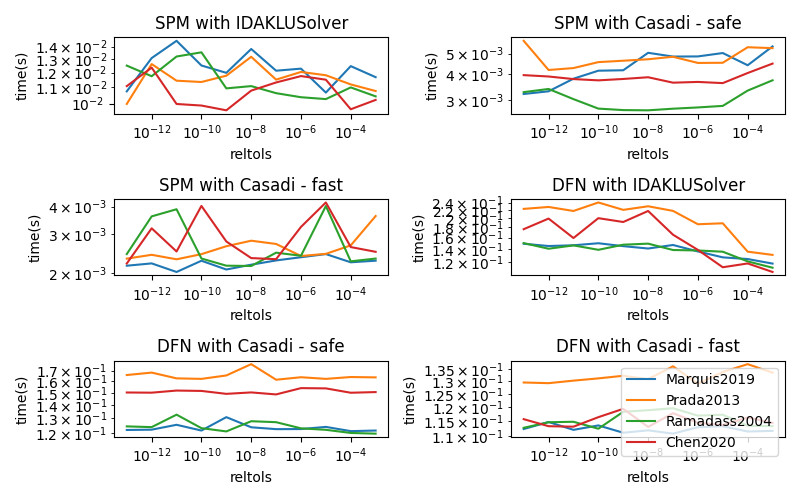 SPM with IDAKLUSolver
time(s)
1.4 × 10⁻²
1.3 × 10⁻²
1.2 × 10⁻²
1.1 × 10⁻²
10⁻²
10⁻¹² 10⁻¹⁰ 10⁻⁸ 10⁻⁶ 10⁻⁴
reltols
SPM with Casadi - safe
time(s)
5 × 10⁻³
4 × 10⁻³
3 × 10⁻³
10⁻¹² 10⁻¹⁰ 10⁻⁸ 10⁻⁶ 10⁻⁴
reltols
SPM with Casadi - fast
time(s)
4 × 10⁻³
3 × 10⁻³
2 × 10⁻³
10⁻¹² 10⁻¹⁰ 10⁻⁸ 10⁻⁶ 10⁻⁴
reltols
DFN with IDAKLUSolver
time(s)
2.4 × 10⁻¹
2.2 × 10⁻¹
2 × 10⁻¹
1.8 × 10⁻¹
1.6 × 10⁻¹
1.4 × 10⁻¹
1.2 × 10⁻¹
10⁻¹² 10⁻¹⁰ 10⁻⁸ 10⁻⁶ 10⁻⁴
reltols
DFN with Casadi - safe
time(s)
1.7 × 10⁻¹
1.6 × 10⁻¹
1.5 × 10⁻¹
1.4 × 10⁻¹
1.3 × 10⁻¹
1.2 × 10⁻¹
10⁻¹² 10⁻¹⁰ 10⁻⁸ 10⁻⁶ 10⁻⁴
reltols
DFN with Casadi - fast
time(s)
1.35 × 10⁻¹
1.3 × 10⁻¹
1.25 × 10⁻¹
1.2 × 10⁻¹
1.15 × 10⁻¹
1.1 × 10⁻¹
10⁻¹² 10⁻¹⁰ 10⁻⁸ 10⁻⁶ 10⁻⁴
reltols
Marquis2019
Prada2013
Ramadass2004
Chen2020